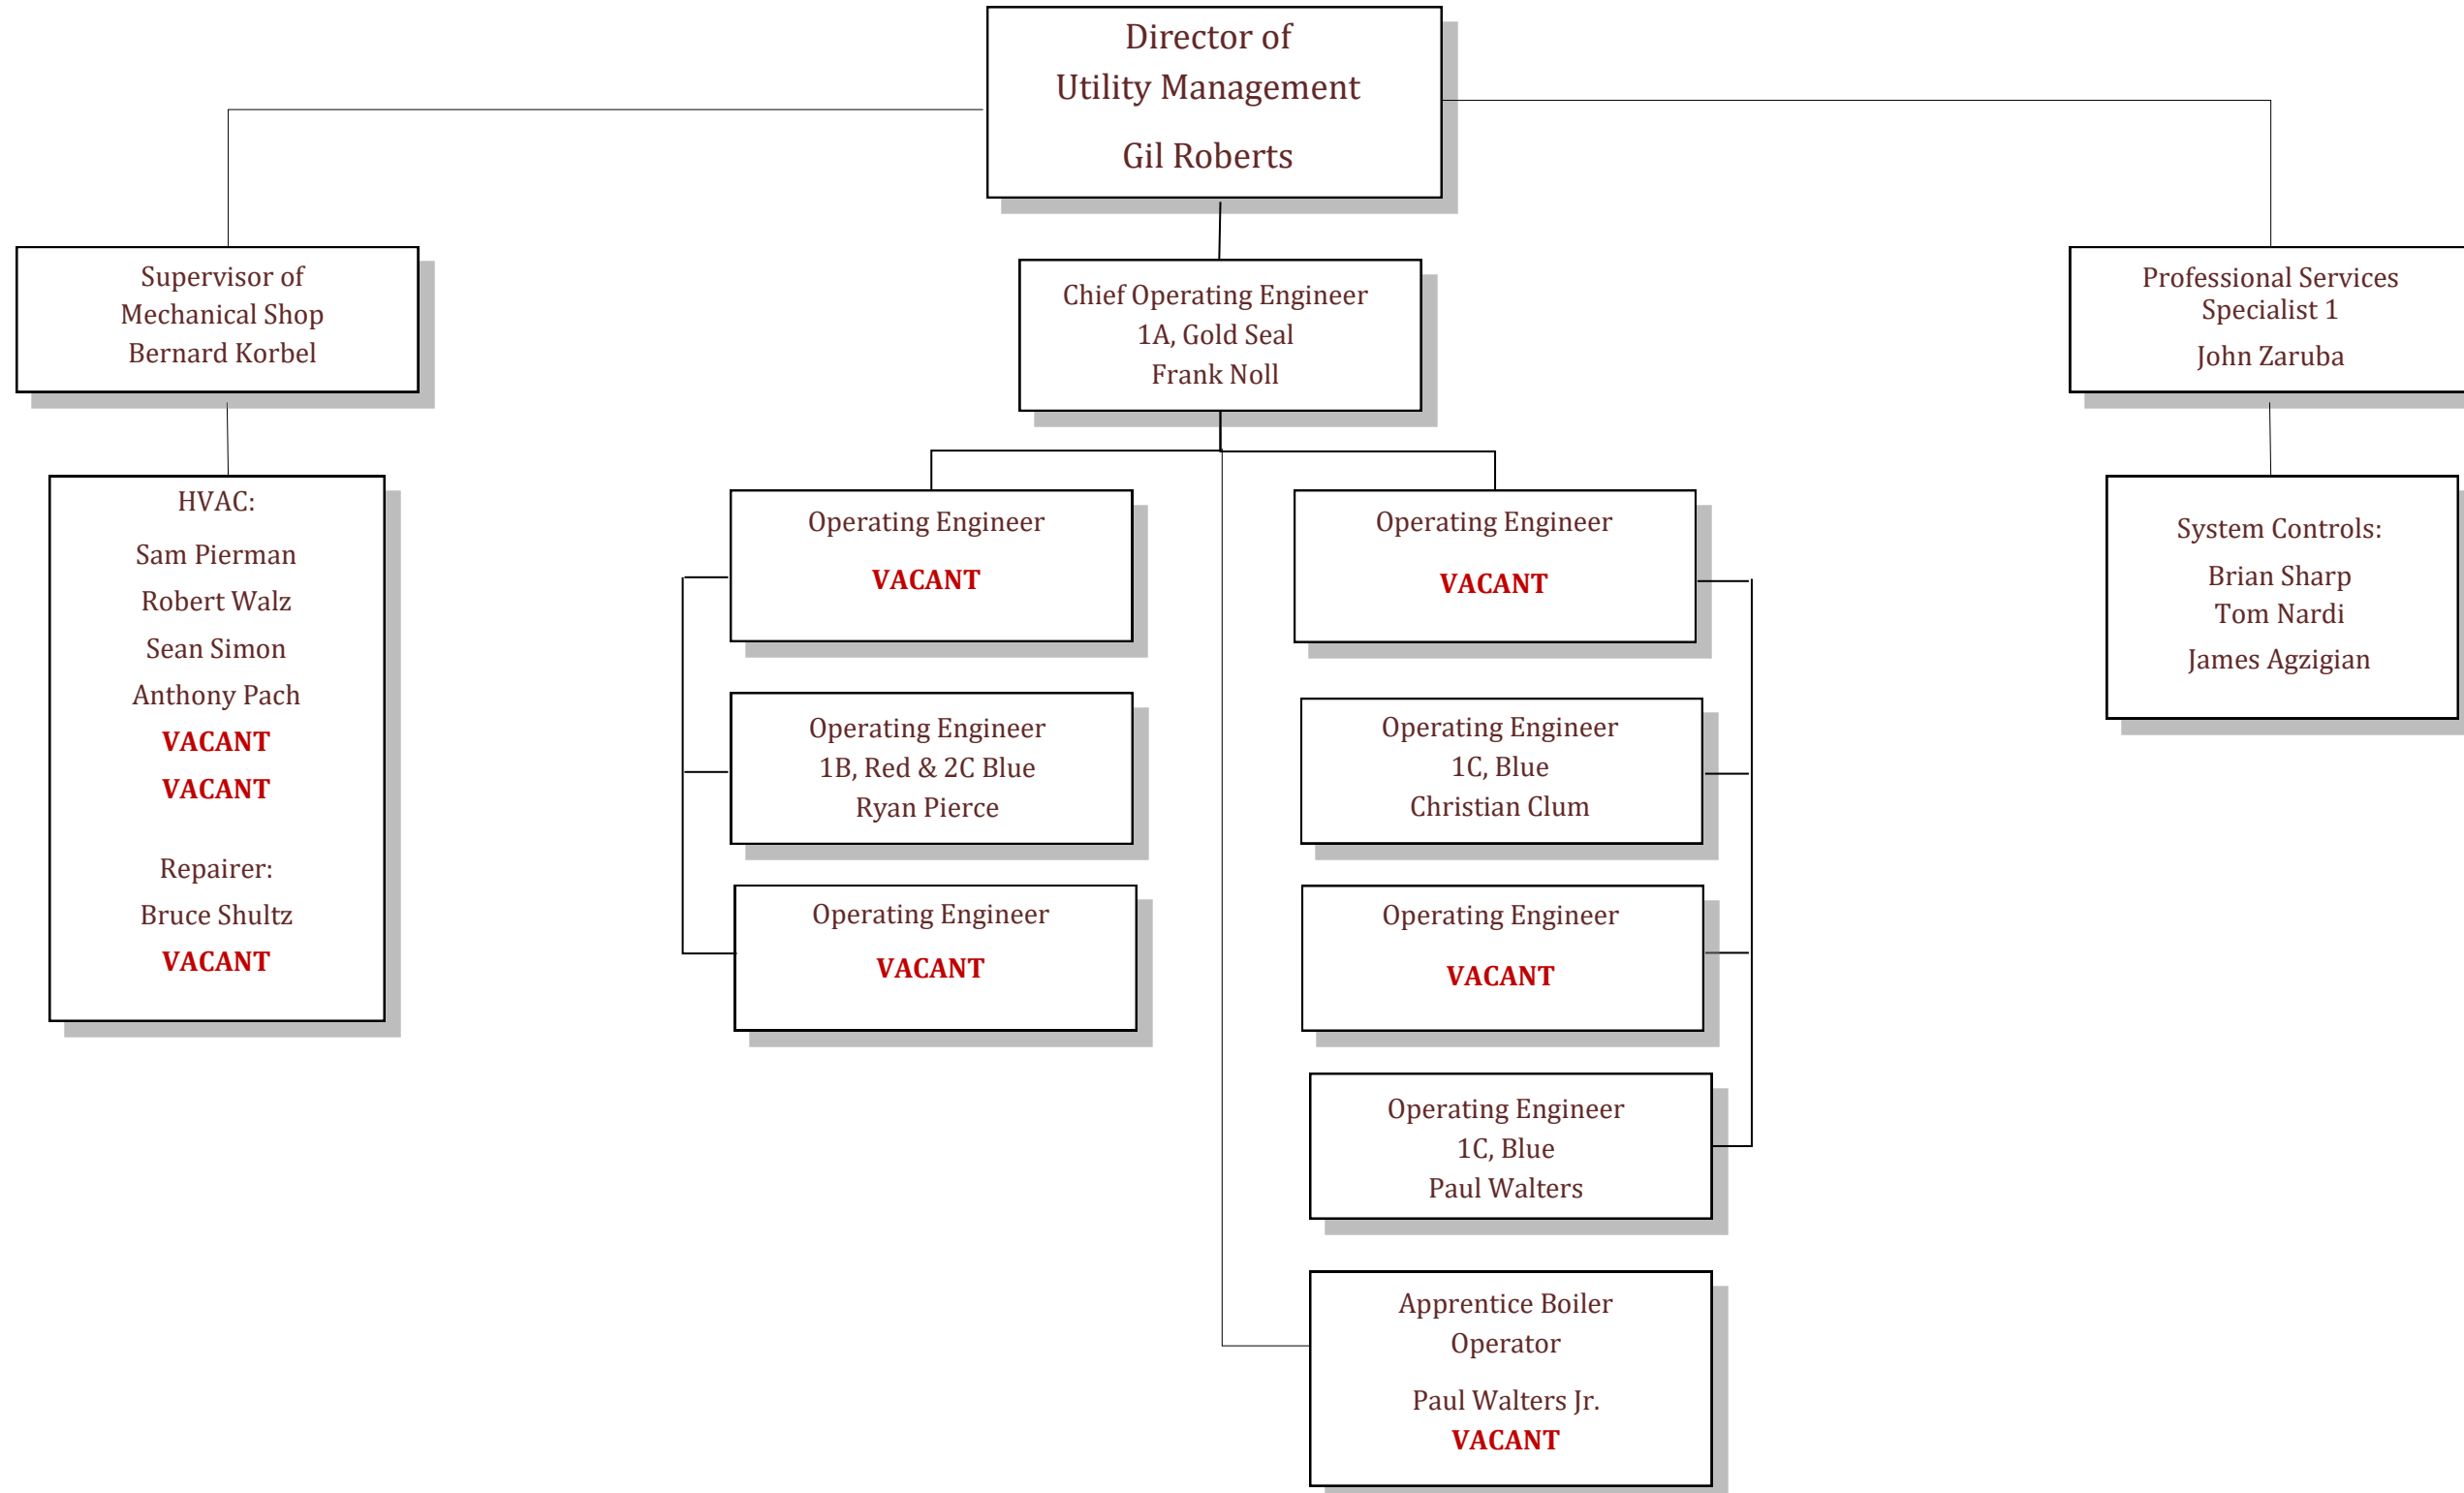 Director of
Utility Management
Gil Roberts
Supervisor of
Mechanical Shop
Bernard Korbel
Chief Operating Engineer
1A, Gold Seal
Frank Noll
Professional Services
Specialist 1
John Zaruba
HVAC:
Sam Pierman
Robert Walz
Sean Simon
Anthony Pach
VACANT
VACANT
Repairer:
Bruce Shultz
VACANT
Operating Engineer
VACANT
Operating Engineer
1B, Red & 2C Blue
Ryan Pierce
Operating Engineer
VACANT
Operating Engineer
VACANT
Operating Engineer
1C, Blue
Christian Clum
Operating Engineer
VACANT
Operating Engineer
1C, Blue
Paul Walters
Apprentice Boiler
Operator
Paul Walters Jr.
VACANT
System Controls:
Brian Sharp
Tom Nardi
James Agzigian